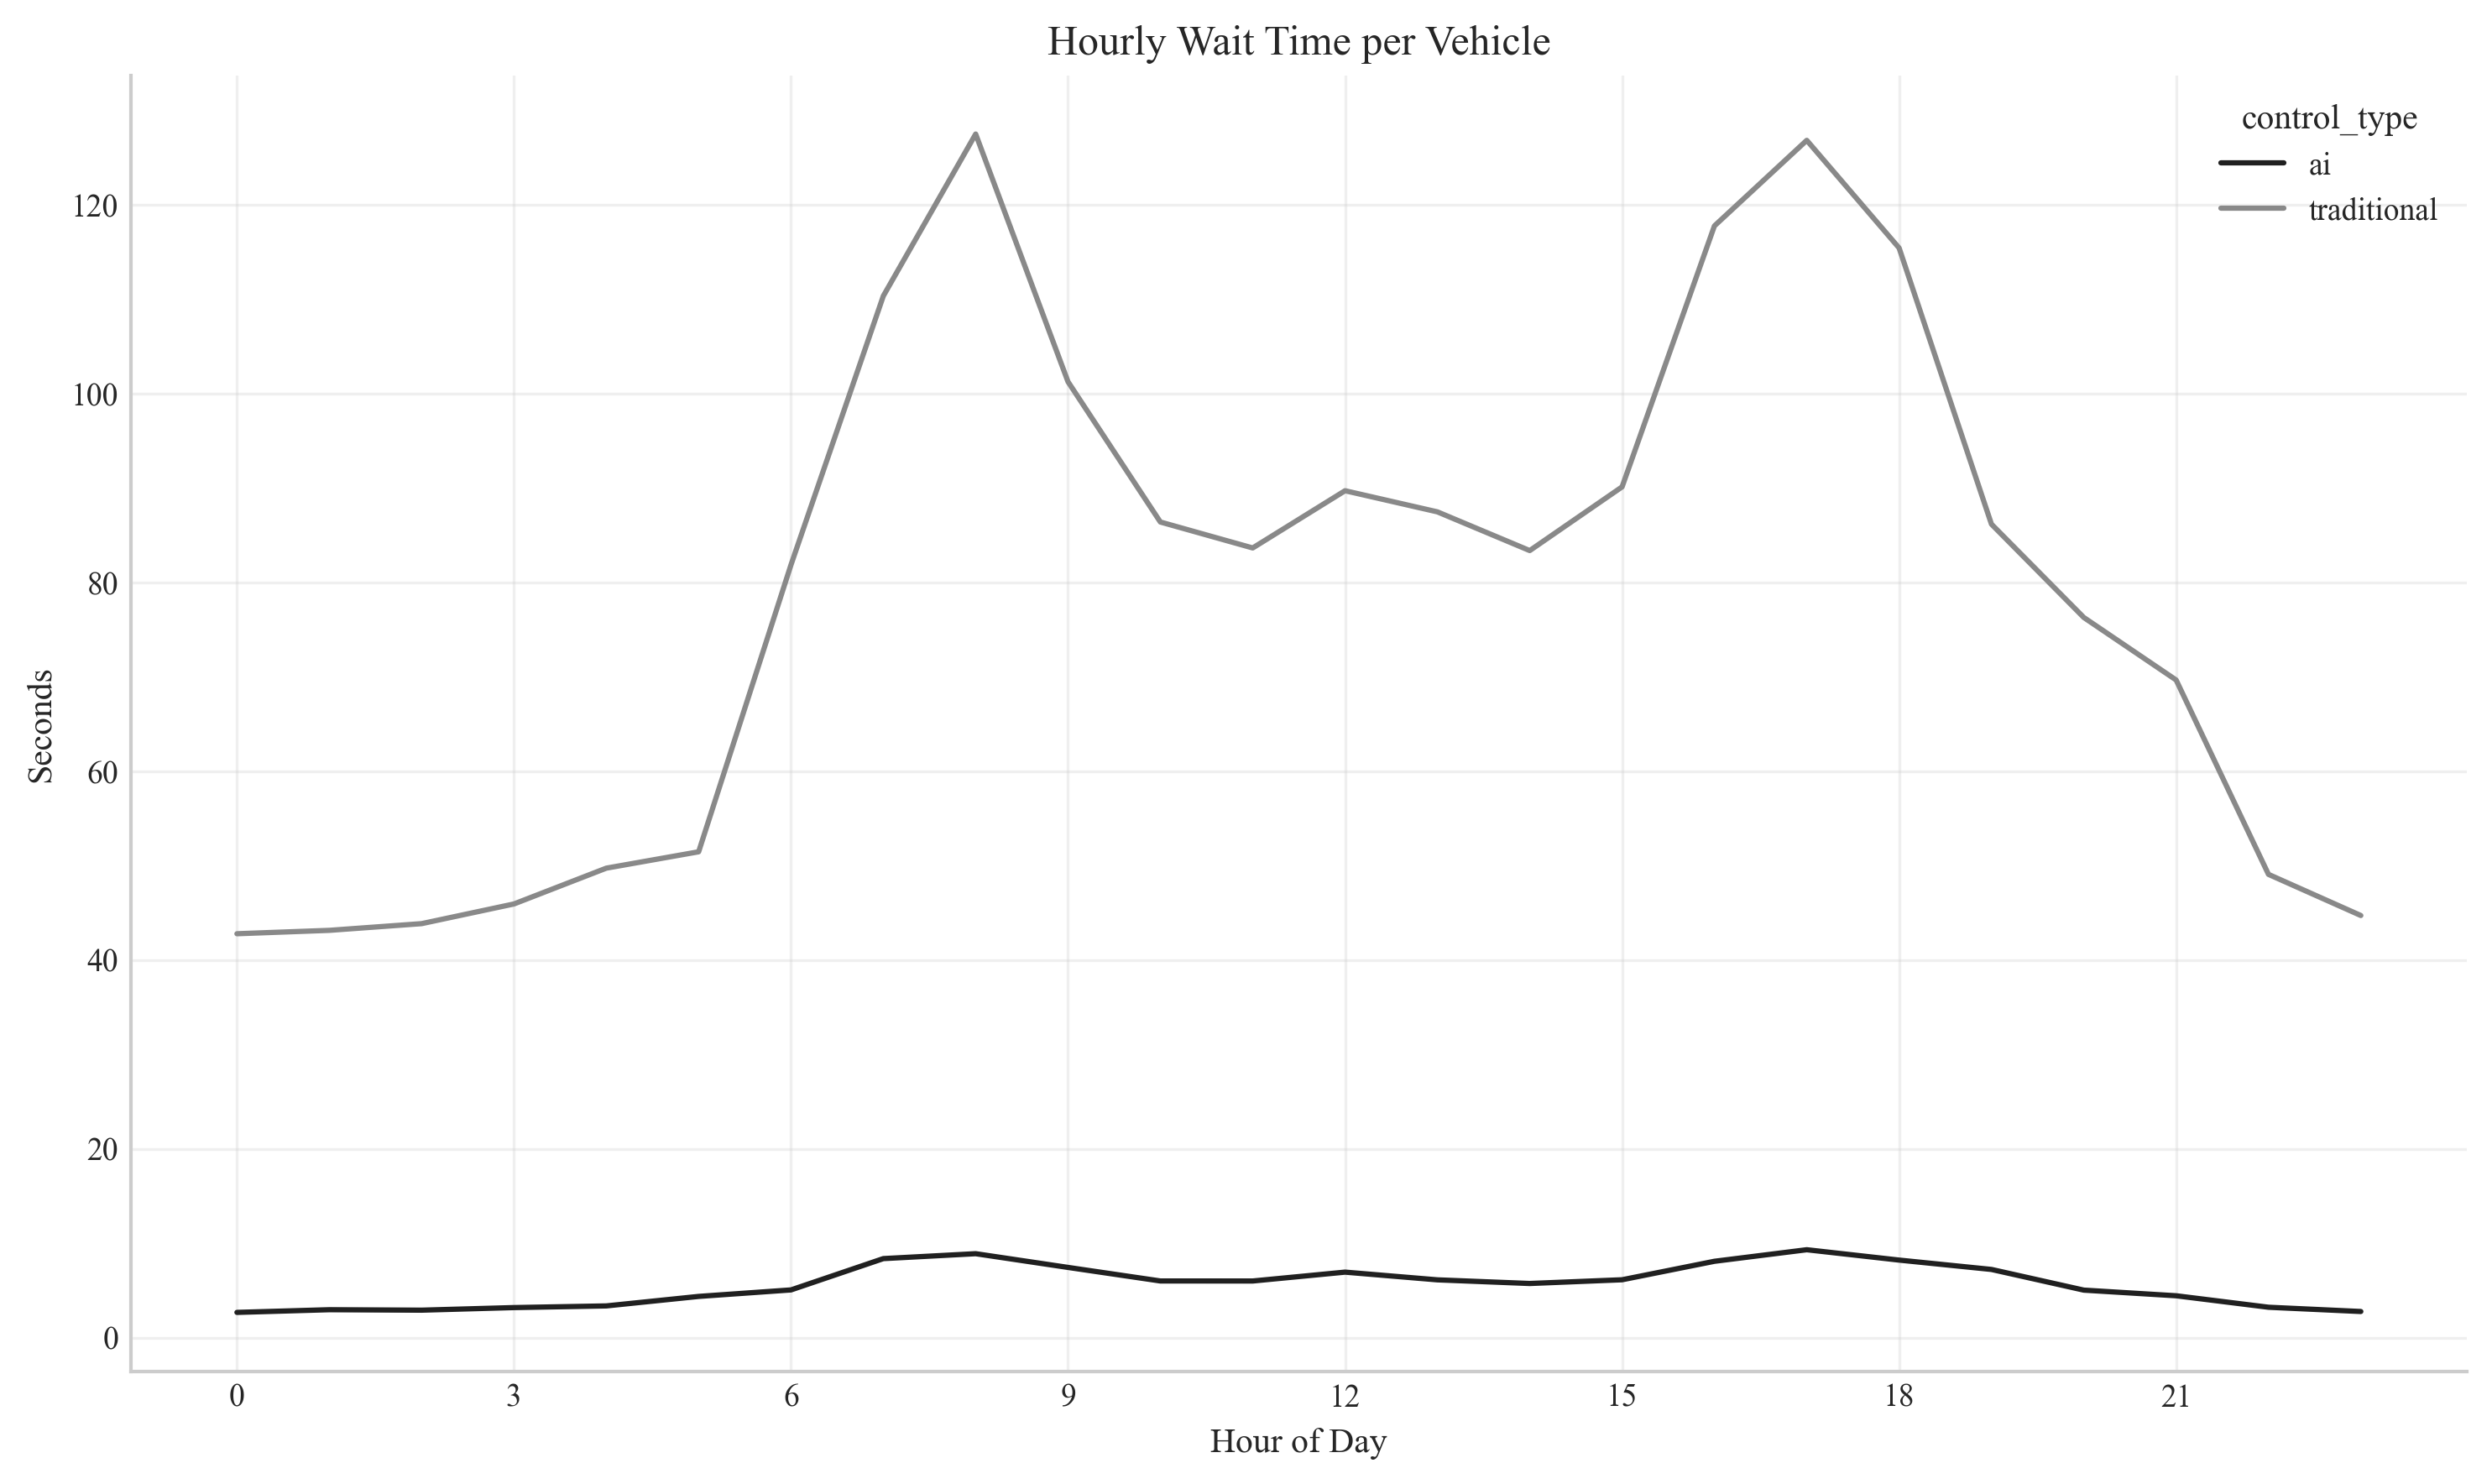 Hourly Wait Time per Vehicle
control_type
ai
traditional
120
100
80
60
40
20
0
Seconds
0 3 6 9 12 15 18 21
Hour of Day